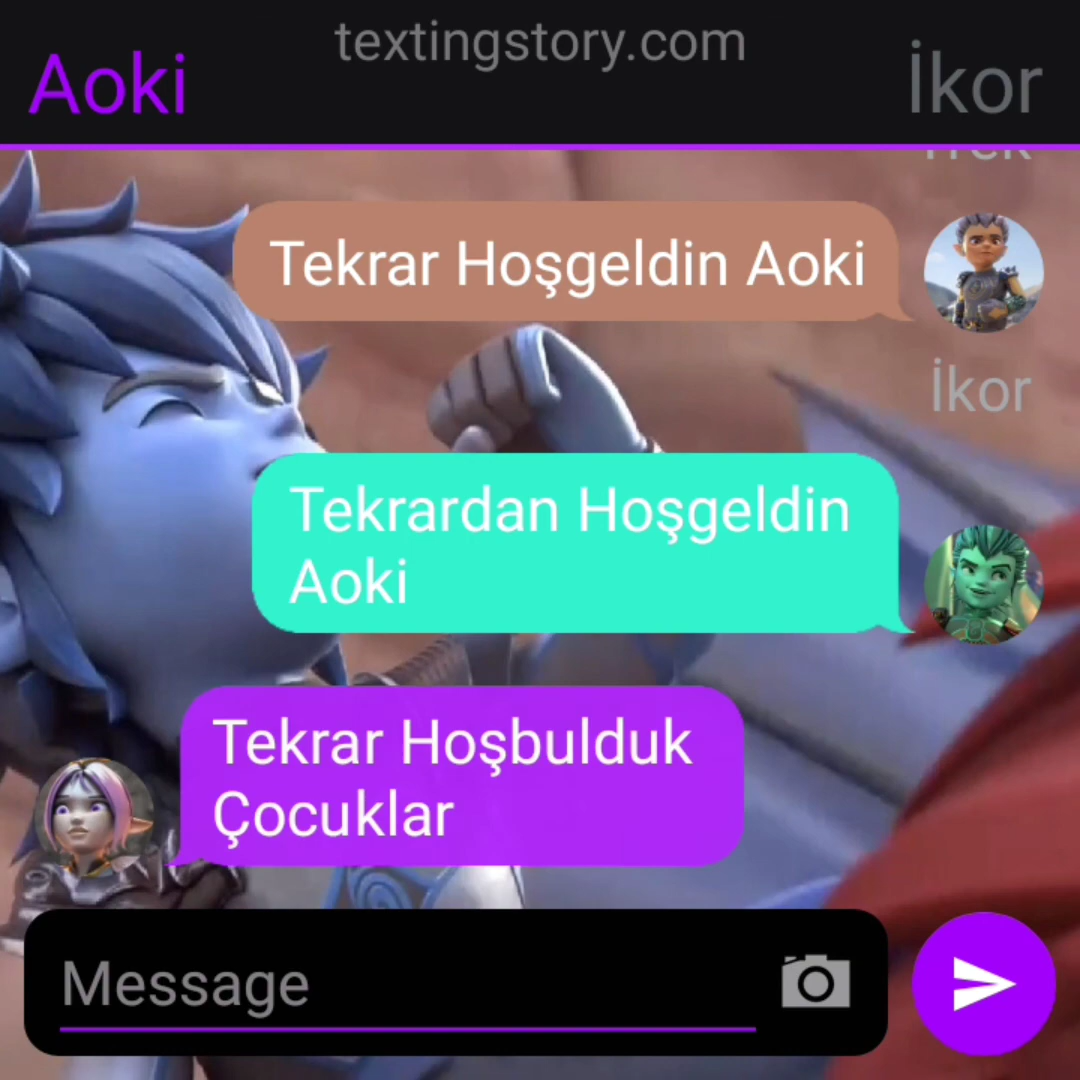 textingstory.com
Aoki
İkor
Tekrar Hoşgeldin Aoki
İkor
Tekrardan Hoşgeldin
Aoki
Tekrar Hoşbulduk
Çocuklar
Message